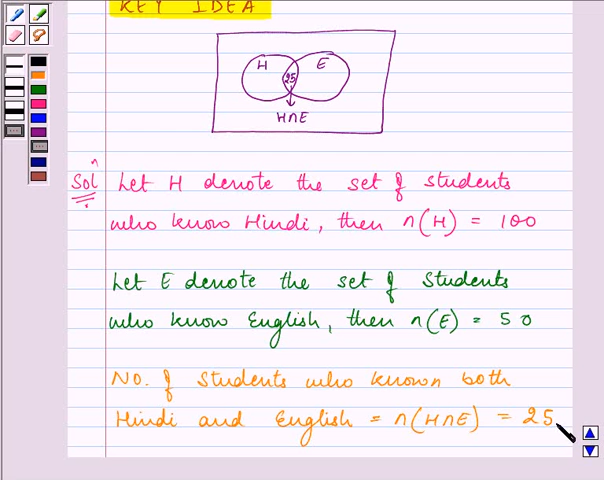 KEY IDEA
H
E
25
H∩E
Solⁿ Let H denote the set of students
who know Hindi, then n(H) = 100
Let E denote the set of students
who know English, then n(E) = 50
No. of students who known both
Hindi and English = n(H∩E) = 25